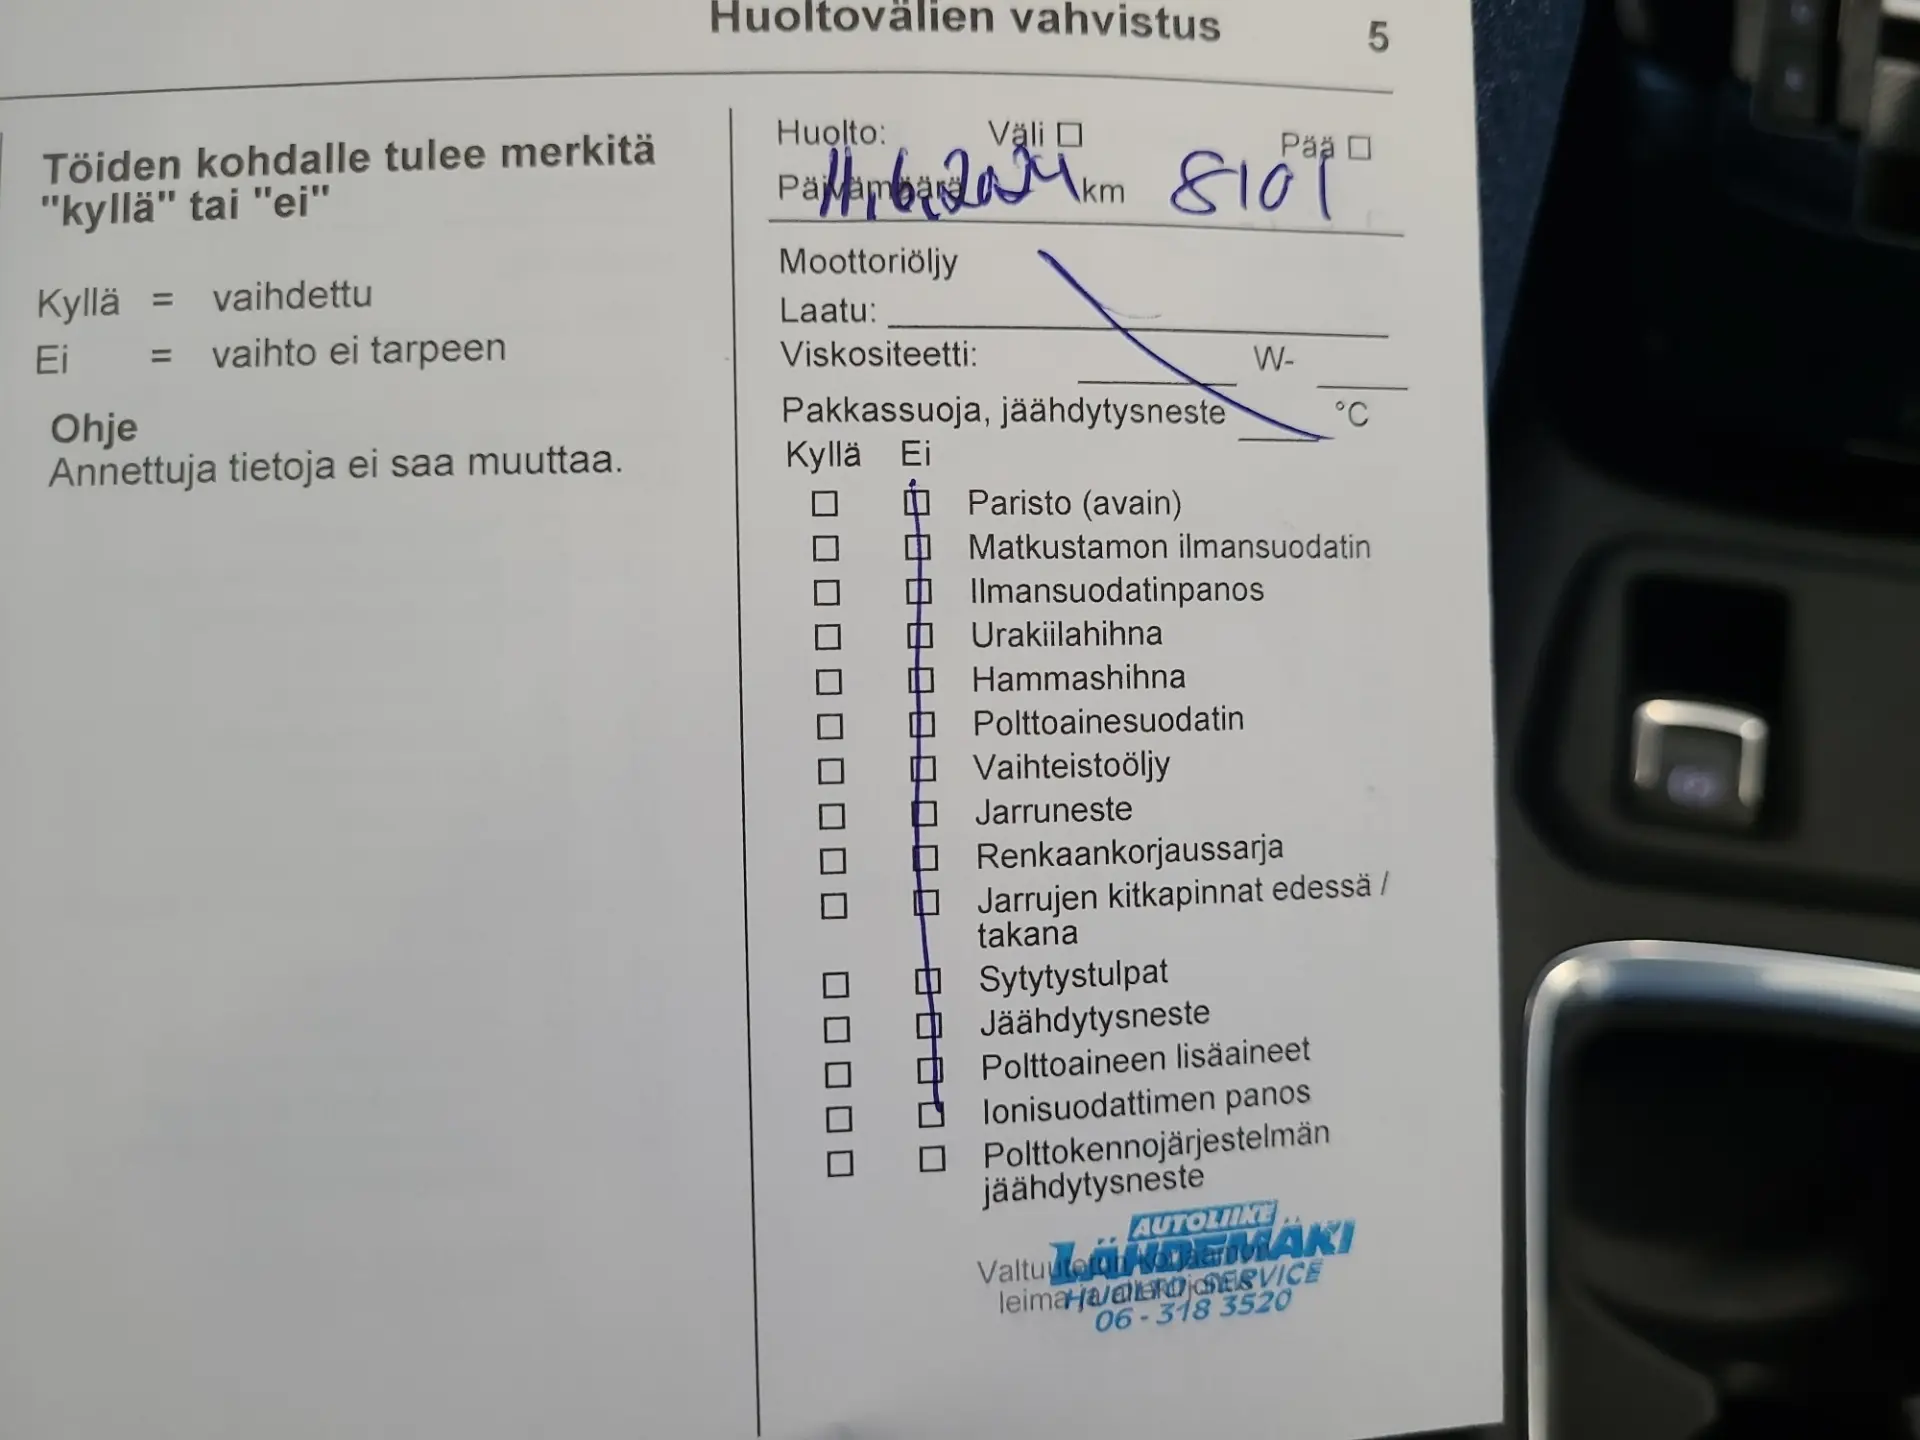 Huoltovälien vahvistus 5
Töiden kohdalle tulee merkitä
"kyllä" tai "ei"
Kyllä = vaihdettu
Ei = vaihto ei tarpeen
Ohje
Annettuja tietoja ei saa muuttaa.
Huolto: Väli ☐ Pää ☐
Päivämäärä 11.6.2024 km 8101
Moottoriöljy
Laatu:
Viskositeetti: W-
Pakkassuoja, jäähdytysneste °C
Kyllä Ei
Paristo (avain)
Matkustamon ilmansuodatin
Ilmansuodatinpanos
Urakiilahihna
Hammashihna
Polttoainesuodatin
Vaihteistoöljy
Jarruneste
Renkaankorjaussarja
Jarrujen kitkapinnat edessä /
takana
Sytytystulpat
Jäähdytysneste
Polttoaineen lisäaineet
Ionisuodattimen panos
Polttokennojärjestelmän
jäähdytysneste
AUTOLIIKE
LÄHDEMÄKI
leima ja allekirjoitus
HUOLTO / SERVICE
06 - 318 3520